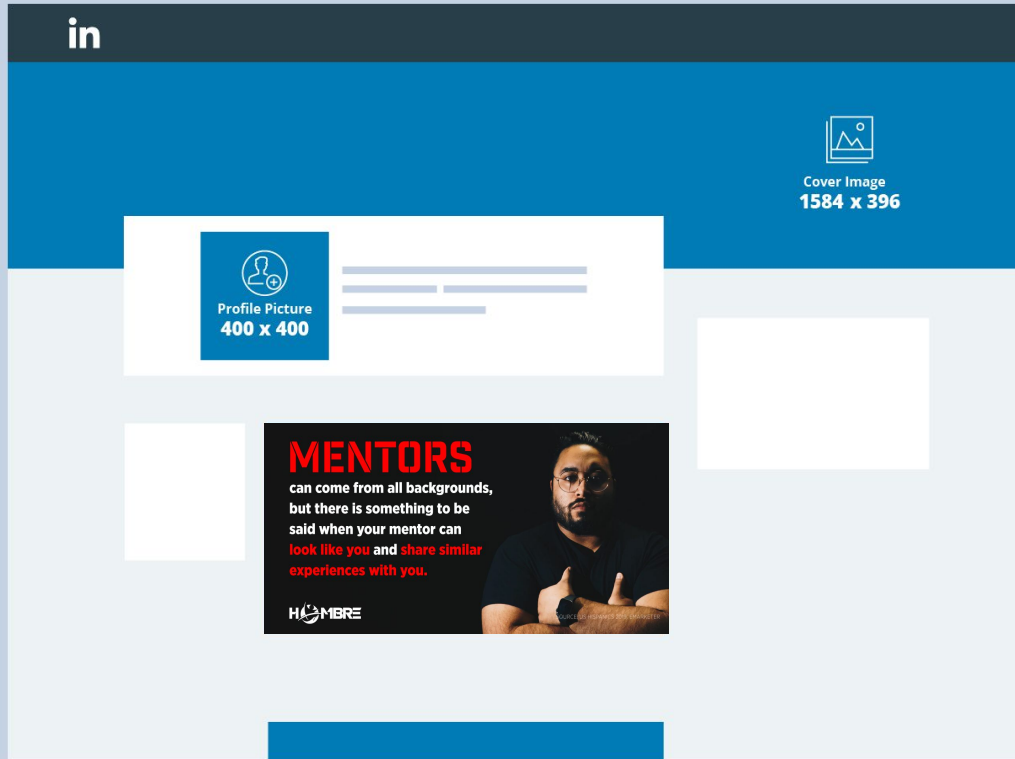 in
Cover Image
1584 x 396
Profile Picture
400 x 400
MENTORS
can come from all backgrounds,
but there is something to be
said when your mentor can
look like you and share similar
experiences with you.
HOMBRE